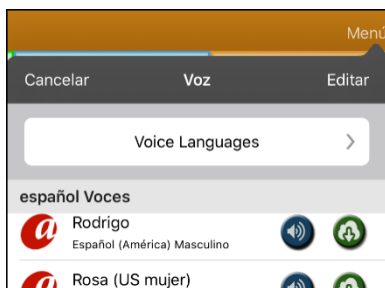 Menú
Cancelar Voz Editar
Voice Languages
español Voces
Rodrigo
Español (América) Masculino
Rosa (US mujer)